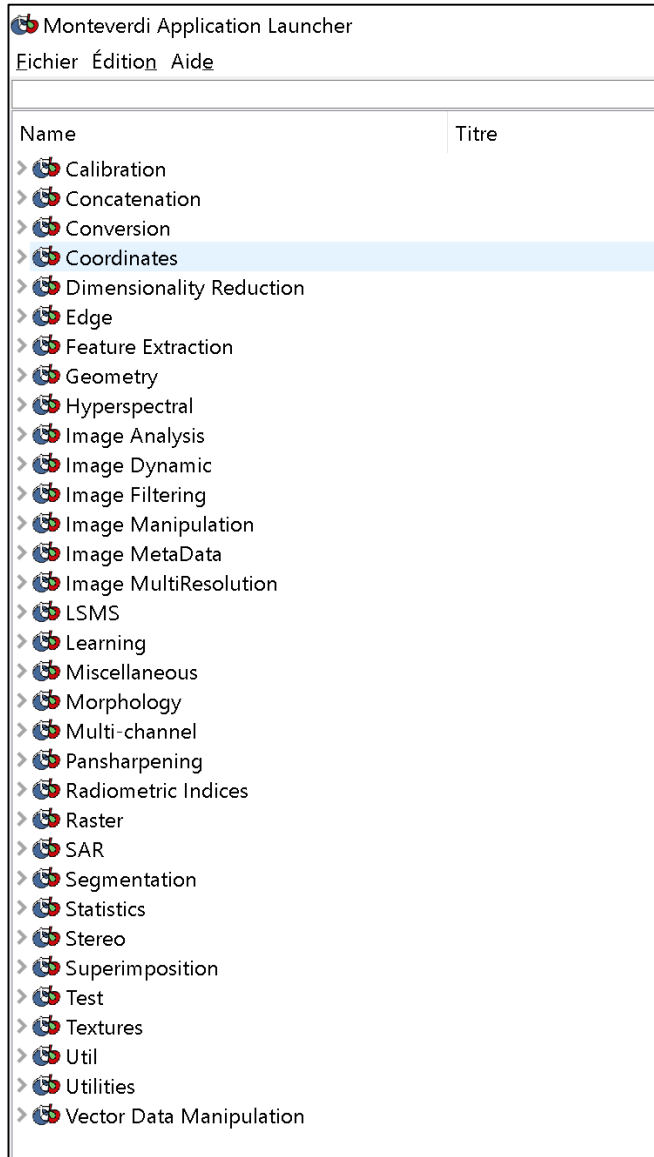 Monteverdi Application Launcher
Fichier Édition Aide
Name Titre
Calibration
Concatenation
Conversion
Coordinates
Dimensionality Reduction
Edge
Feature Extraction
Geometry
Hyperspectral
Image Analysis
Image Dynamic
Image Filtering
Image Manipulation
Image MetaData
Image MultiResolution
LSMS
Learning
Miscellaneous
Morphology
Multi-channel
Pansharpening
Radiometric Indices
Raster
SAR
Segmentation
Statistics
Stereo
Superimposition
Test
Textures
Util
Utilities
Vector Data Manipulation